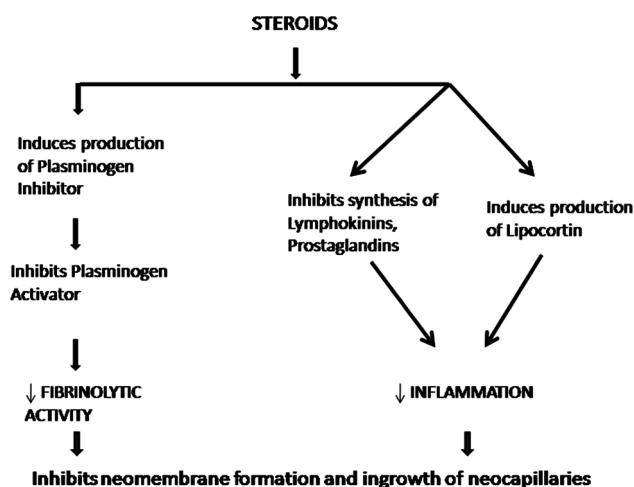 STEROIDS
Induces production
of Plasminogen
Inhibitor
Inhibits synthesis of
Lymphokinins,
Prostaglandins
Induces production
of Lipocortin
Inhibits Plasminogen
Activator
↓ FIBRINOLYTIC
ACTIVITY
↓ INFLAMMATION
Inhibits neomembrane formation and ingrowth of neocapillaries